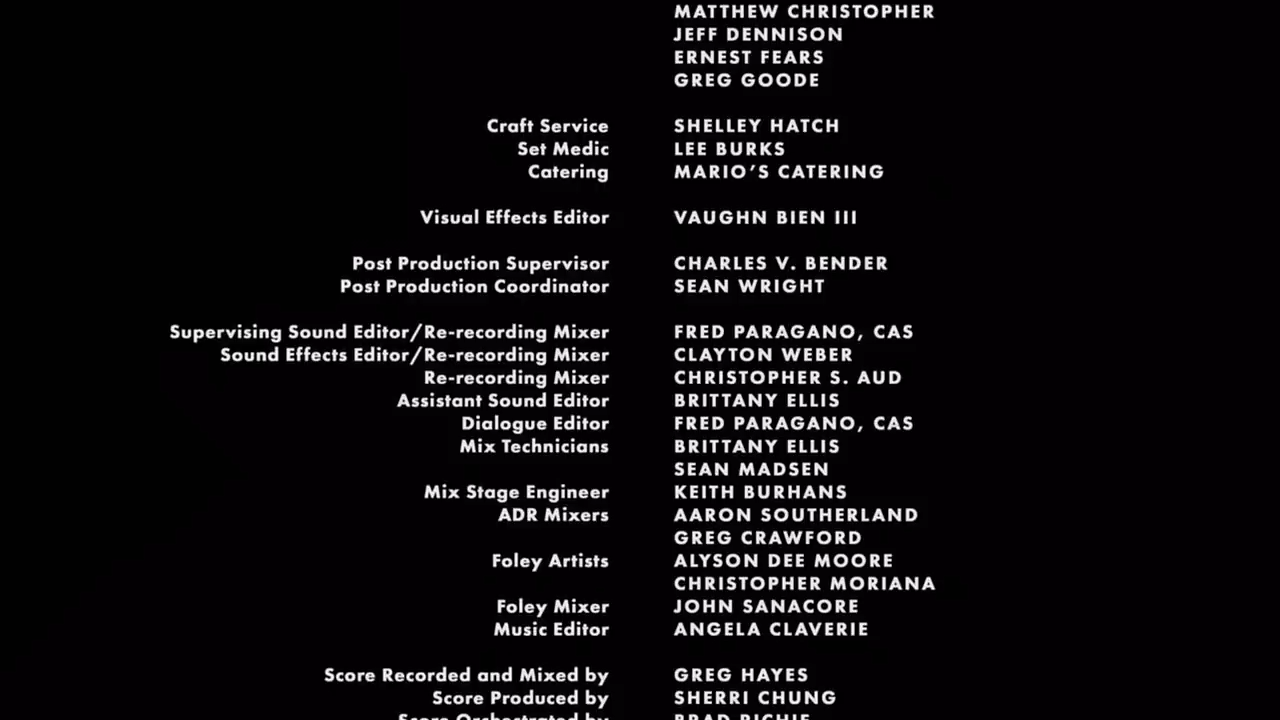 MATTHEW CHRISTOPHER
JEFF DENNISON
ERNEST FEARS
GREG GOODE
Craft Service SHELLEY HATCH
Set Medic LEE BURKS
Catering MARIO’S CATERING
Visual Effects Editor VAUGHN BIEN III
Post Production Supervisor CHARLES V. BENDER
Post Production Coordinator SEAN WRIGHT
Supervising Sound Editor/Re-recording Mixer FRED PARAGANO, CAS
Sound Effects Editor/Re-recording Mixer CLAYTON WEBER
Re-recording Mixer CHRISTOPHER S. AUD
Assistant Sound Editor BRITTANY ELLIS
Dialogue Editor FRED PARAGANO, CAS
Mix Technicians BRITTANY ELLIS
SEAN MADSEN
Mix Stage Engineer KEITH BURHANS
ADR Mixers AARON SOUTHERLAND
GREG CRAWFORD
Foley Artists ALYSON DEE MOORE
CHRISTOPHER MORIANA
Foley Mixer JOHN SANACORE
Music Editor ANGELA CLAVERIE
Score Recorded and Mixed by GREG HAYES
Score Produced by SHERRI CHUNG
Score Orchestrated by BRAD RICHIE